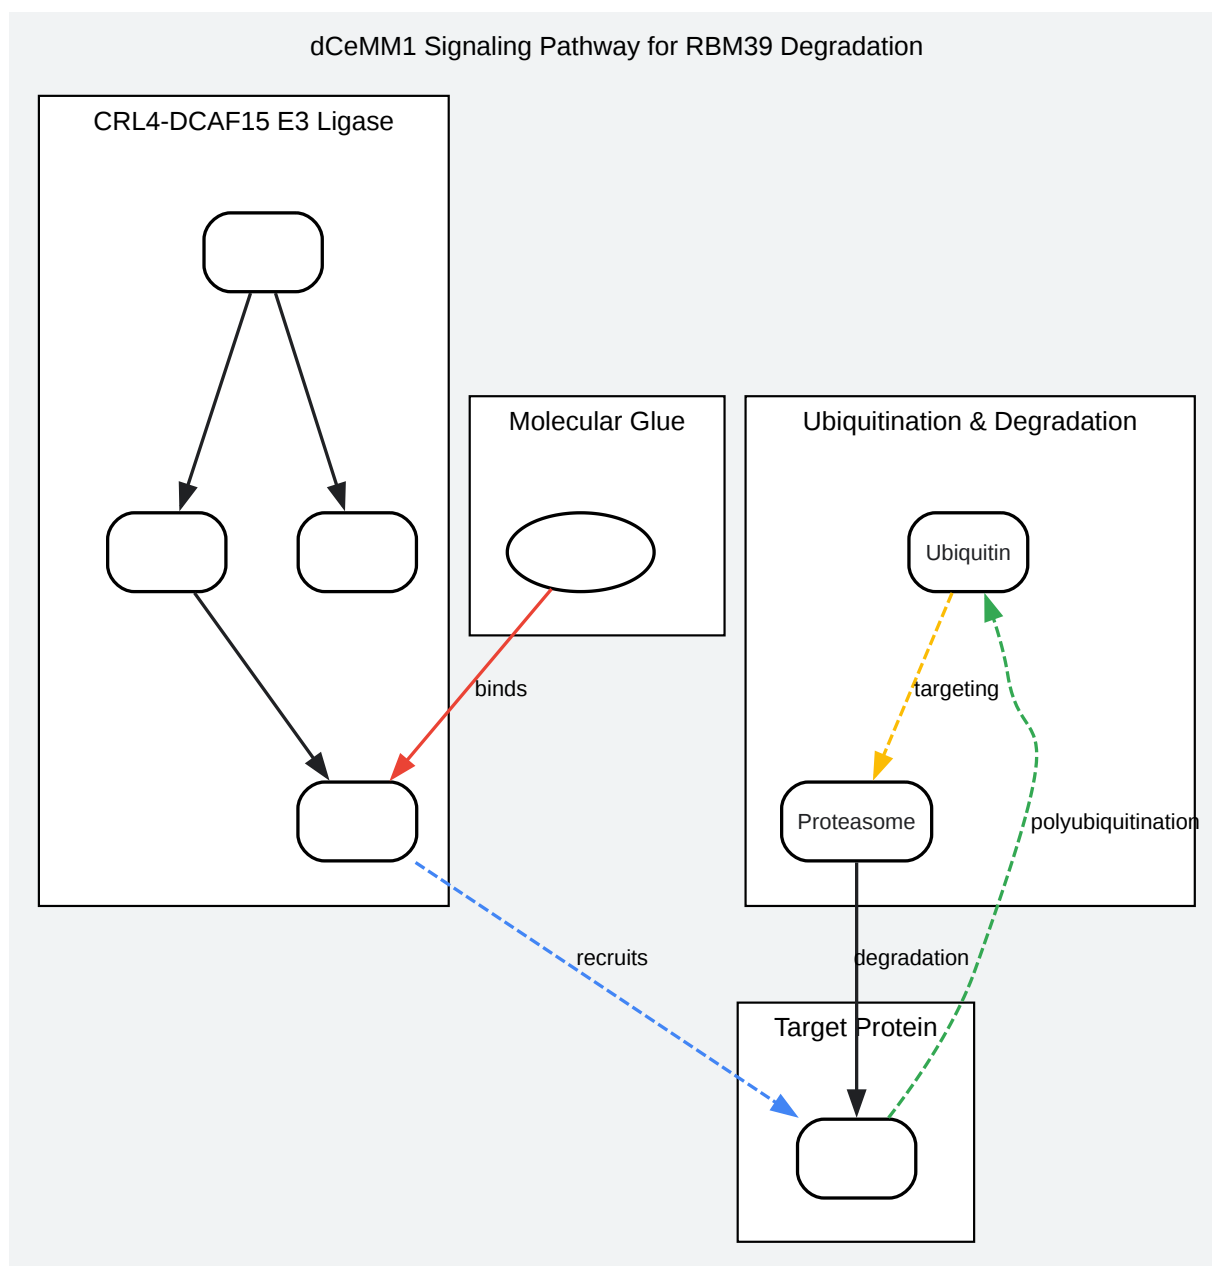 dCeMM1 Signaling Pathway for RBM39 Degradation
CRL4-DCAF15 E3 Ligase
Molecular Glue
Ubiquitination & Degradation
Ubiquitin
binds
targeting
Proteasome
polyubiquitination
recruits
degradation
Target Protein